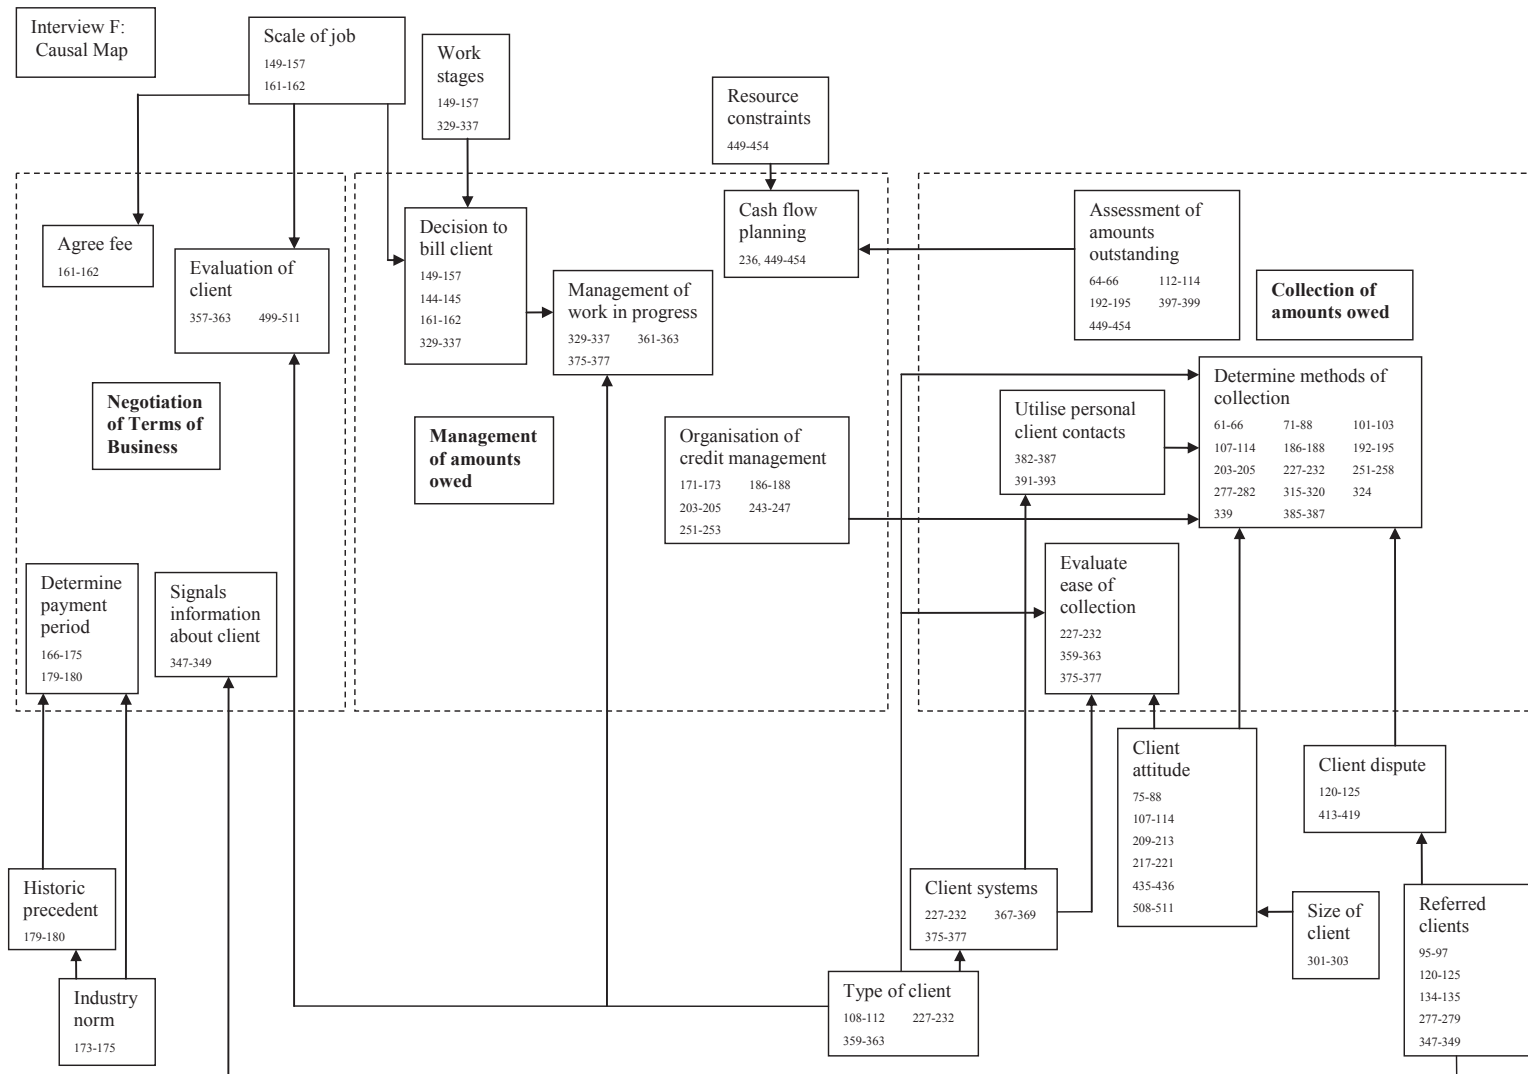 Interview F:
Causal Map
Scale of job
149-157
161-162
Work
stages
149-157
329-337
Resource
constraints
449-454
Agree fee
161-162
Evaluation of
client
357-363 499-511
Decision to
bill client
149-157
144-145
161-162
329-337
Management of
work in progress
329-337 361-363
375-377
Cash flow
planning
236, 449-454
Assessment of
amounts
outstanding
64-66 112-114
192-195 397-399
449-454
Collection of
amounts owed
Negotiation
of Terms of
Business
Management
of amounts
owed
Organisation of
credit management
171-173 186-188
203-205 243-247
251-253
Utilise personal
client contacts
382-387
391-393
Determine methods of
collection
61-66 71-88 101-103
107-114 186-188 192-195
203-205 227-232 251-258
277-282 315-320 324
339 385-387
Determine
payment
period
166-175
179-180
Signals
information
about client
347-349
Evaluate
ease of
collection
227-232
359-363
375-377
Client
attitude
75-88
107-114
209-213
217-221
435-436
508-511
Client dispute
120-125
413-419
Historic
precedent
179-180
Client systems
227-232 367-369
375-377
Size of
client
301-303
Referred
clients
95-97
120-125
134-135
277-279
347-349
Industry
norm
173-175
Type of client
108-112 227-232
359-363